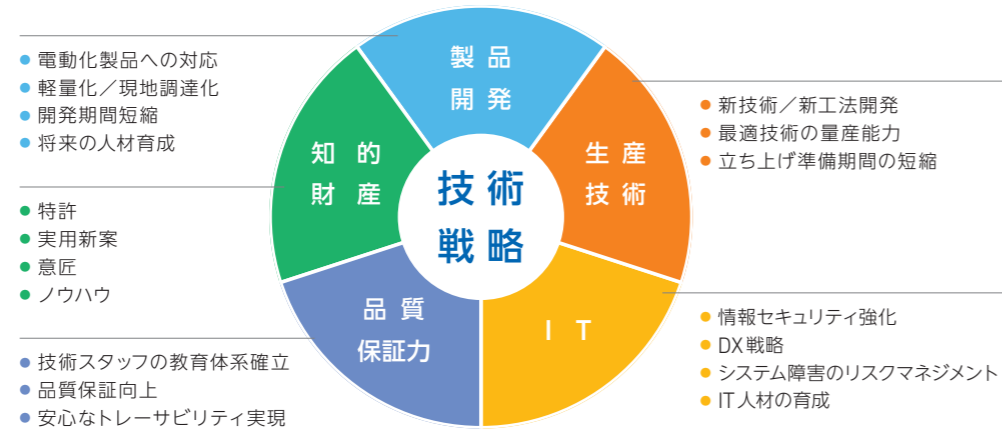 電動化製品への対応
軽量化／現地調達化
開発期間短縮
将来の人材育成
特許
実用新案
意匠
ノウハウ
技術スタッフの教育体系確立
品質保証向上
安心なトレーサビリティ実現
製品
開発
知的
財産
生産
技術
技術
戦略
品質
保証力
IT
新技術／新工法開発
最適技術の量産能力
立ち上げ準備期間の短縮
情報セキュリティ強化
DX戦略
システム障害のリスクマネジメント
IT人材の育成